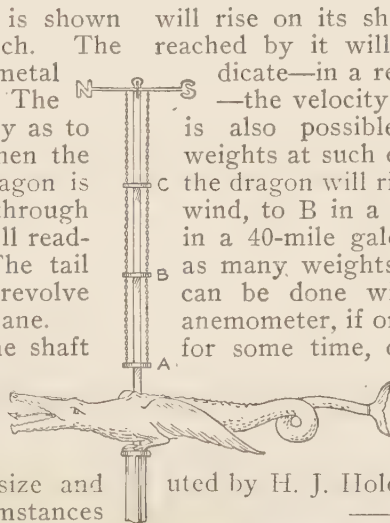 is shown
ch. The
metal
The
y as to
hen the
agon is
through
ll read-
The tail
revolve
ane.
e shaft
size and
mstances
N S
C
B
A
will rise on its sh
reached by it will
dicate—in a re
—the velocity
is also possible
weights at such
the dragon will ri
wind, to B in a
in a 40-mile gale
as many weights
can be done w
anemometer, if or
for some time, c
uted by H. J. Hol